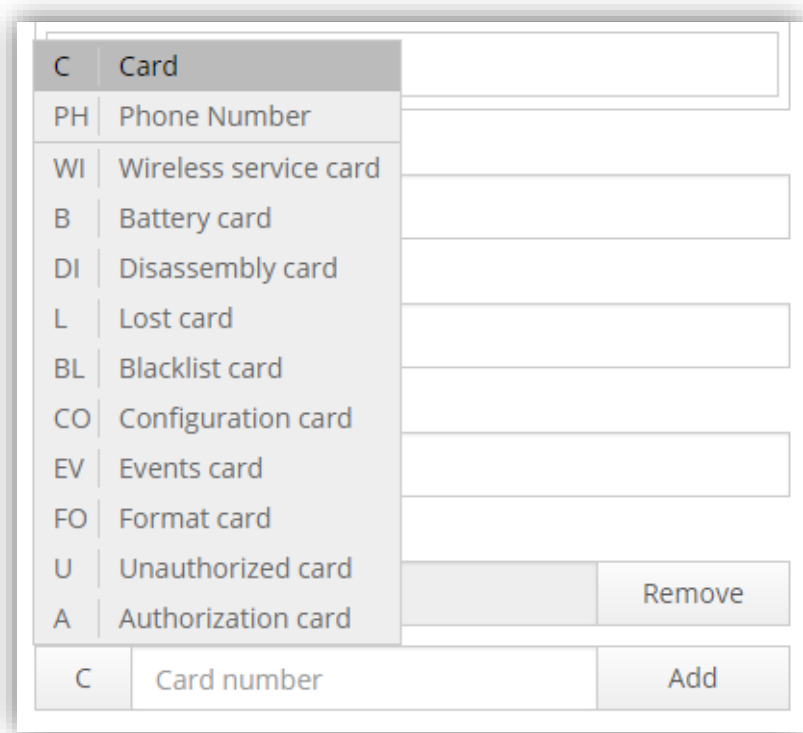 C Card
PH Phone Number
WI Wireless service card
B Battery card
DI Disassembly card
L Lost card
BL Blacklist card
CO Configuration card
EV Events card
FO Format card
U Unauthorized card
A Authorization card
Remove
C Card number Add